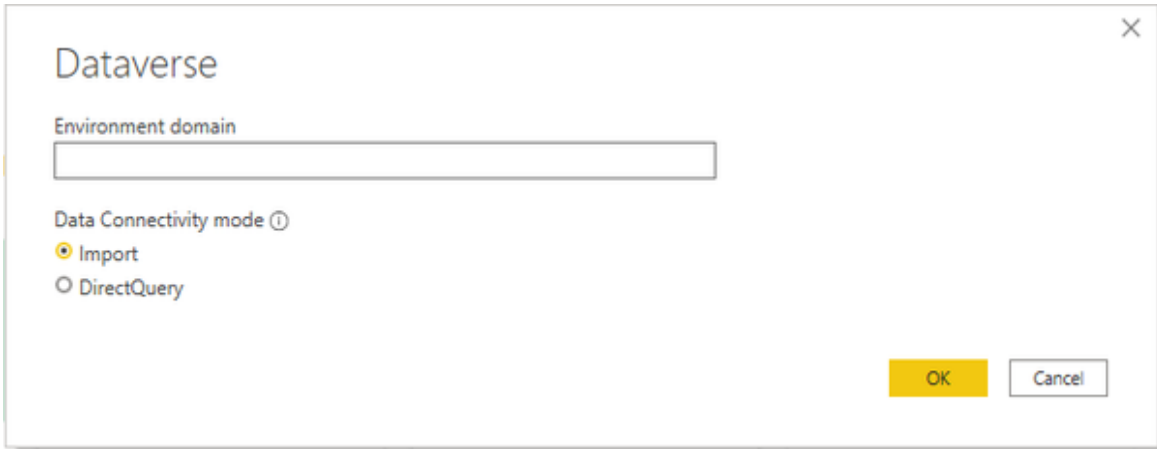 Dataverse
Environment domain
Data Connectivity mode
Import
DirectQuery
OK
Cancel